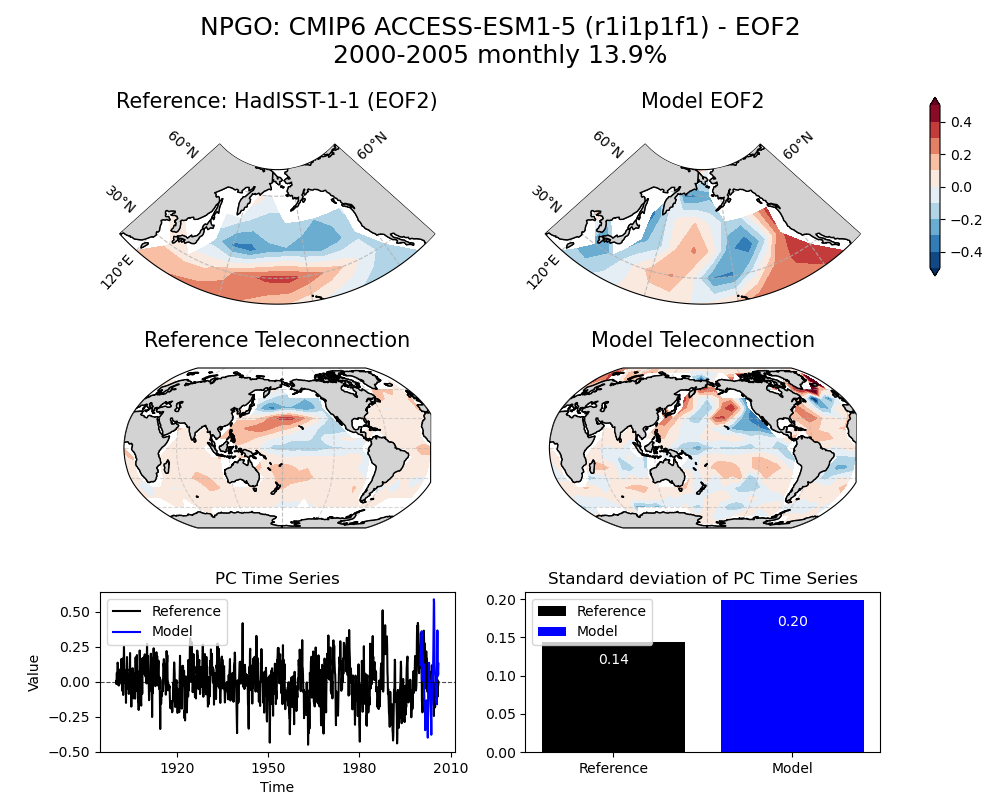 NPGO: CMIP6 ACCESS-ESM1-5 (r1i1p1f1) - EOF2
2000-2005 monthly 13.9%
Reference: HadISST-1-1 (EOF2)
Model EOF2
60°N
60°N
30°N
120°E
60°N
60°N
30°N
120°E
0.4
0.2
0.0
−0.2
−0.4
Reference Teleconnection
Model Teleconnection
PC Time Series
Reference
Model
0.50
0.25
0.00
−0.25
−0.50
Value
1920
1950
1980
2010
Time
Standard deviation of PC Time Series
Reference
Model
0.20
0.15
0.10
0.05
0.00
0.14
0.20
Reference
Model